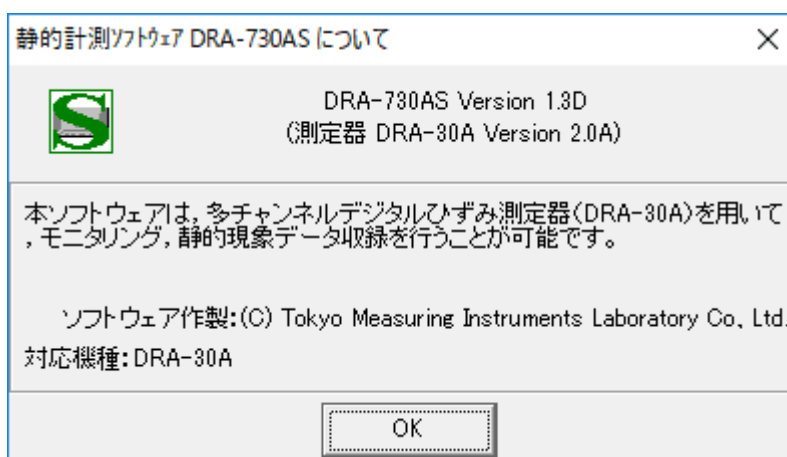 静的計測ｿﾌﾄｳｪｱ DRA-730AS について
S
DRA-730AS Version 1.3D
(測定器 DRA-30A Version 2.0A)
本ソフトウェアは，多チャンネルデジタルひずみ測定器(DRA-30A)を用いて
，モニタリング，静的現象データ収録を行うことが可能です。
ソフトウェア作製：(C) Tokyo Measuring Instruments Laboratory Co., Ltd.
対応機種：DRA-30A
OK